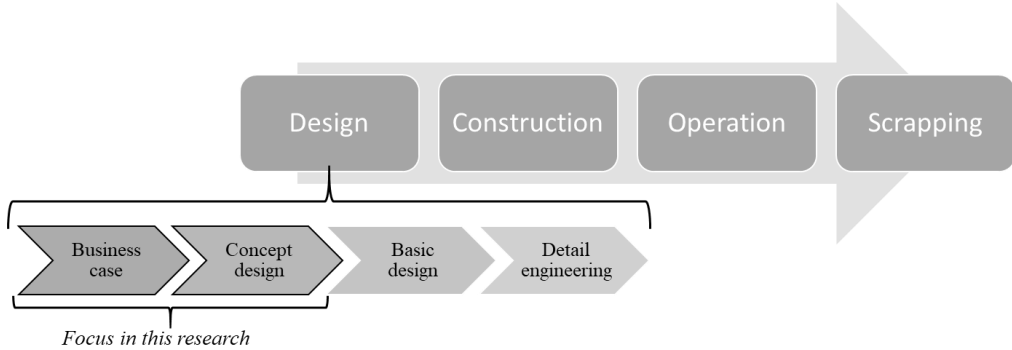 Design
Construction
Operation
Scrapping
Business
case
Concept
design
Basic
design
Detail
engineering
Focus in this research